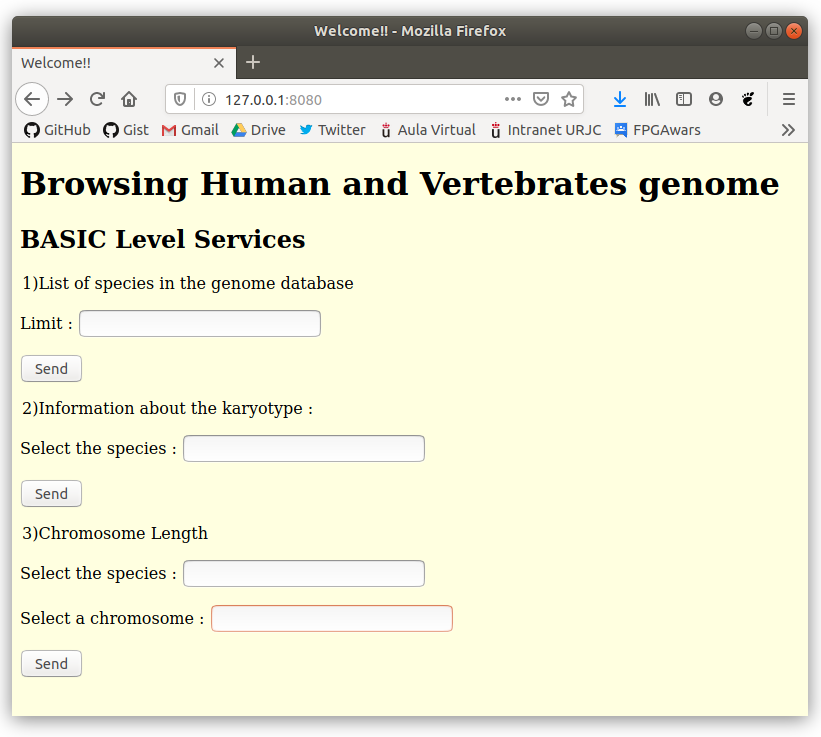 Welcome!! - Mozilla Firefox
Welcome!!
127.0.0.1:8080
GitHub Gist Gmail Drive Twitter Aula Virtual Intranet URJC FPGAwars
Browsing Human and Vertebrates genome
BASIC Level Services
1)List of species in the genome database
Limit :
Send
2)Information about the karyotype :
Select the species :
Send
3)Chromosome Length
Select the species :
Select a chromosome :
Send